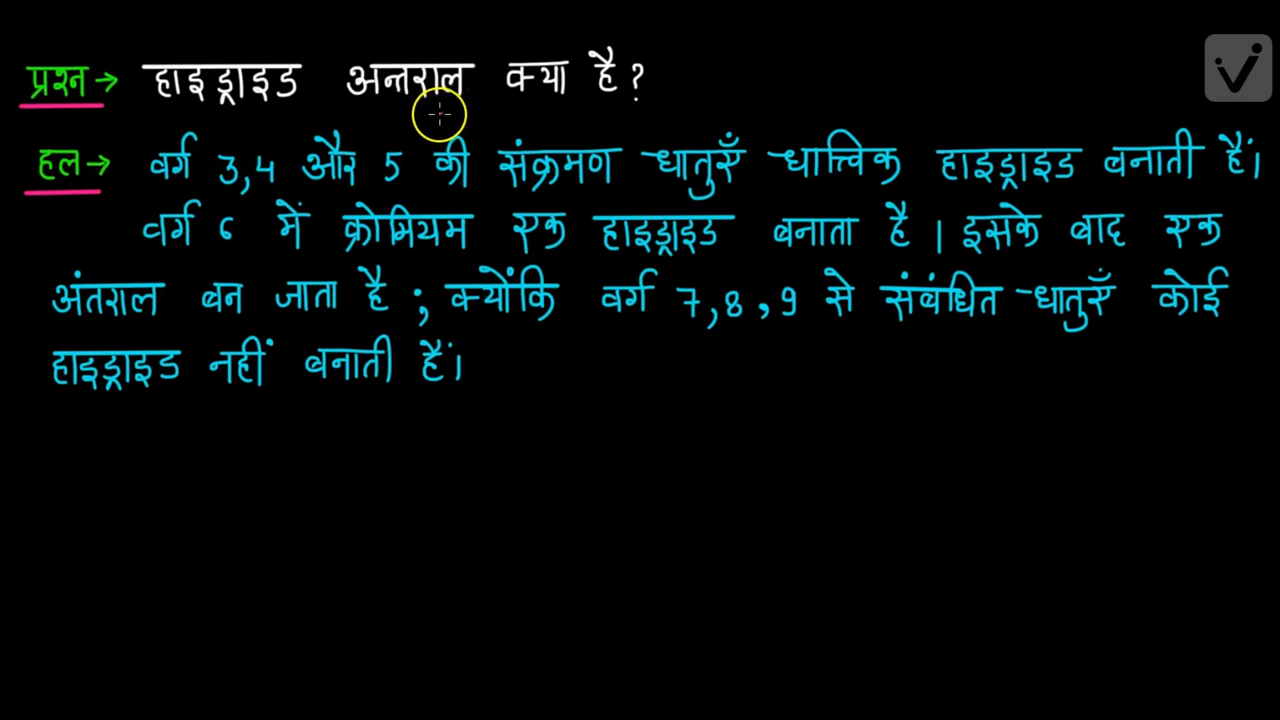 प्रश्न → हाइड्राइड अन्तराल क्या है?
हल → वर्ग 3,4 और 5 की संक्रमण धातुएँ धात्त्विक हाइड्राइड बनाती हैं।
वर्ग 6 में क्रोमियम एक हाइड्राइड बनाता है। इसके बाद एक
अंतराल बन जाता है; क्योंकि वर्ग 7,8,9 से संबंधित धातुएँ कोई
हाइड्राइड नहीं बनाती हैं।